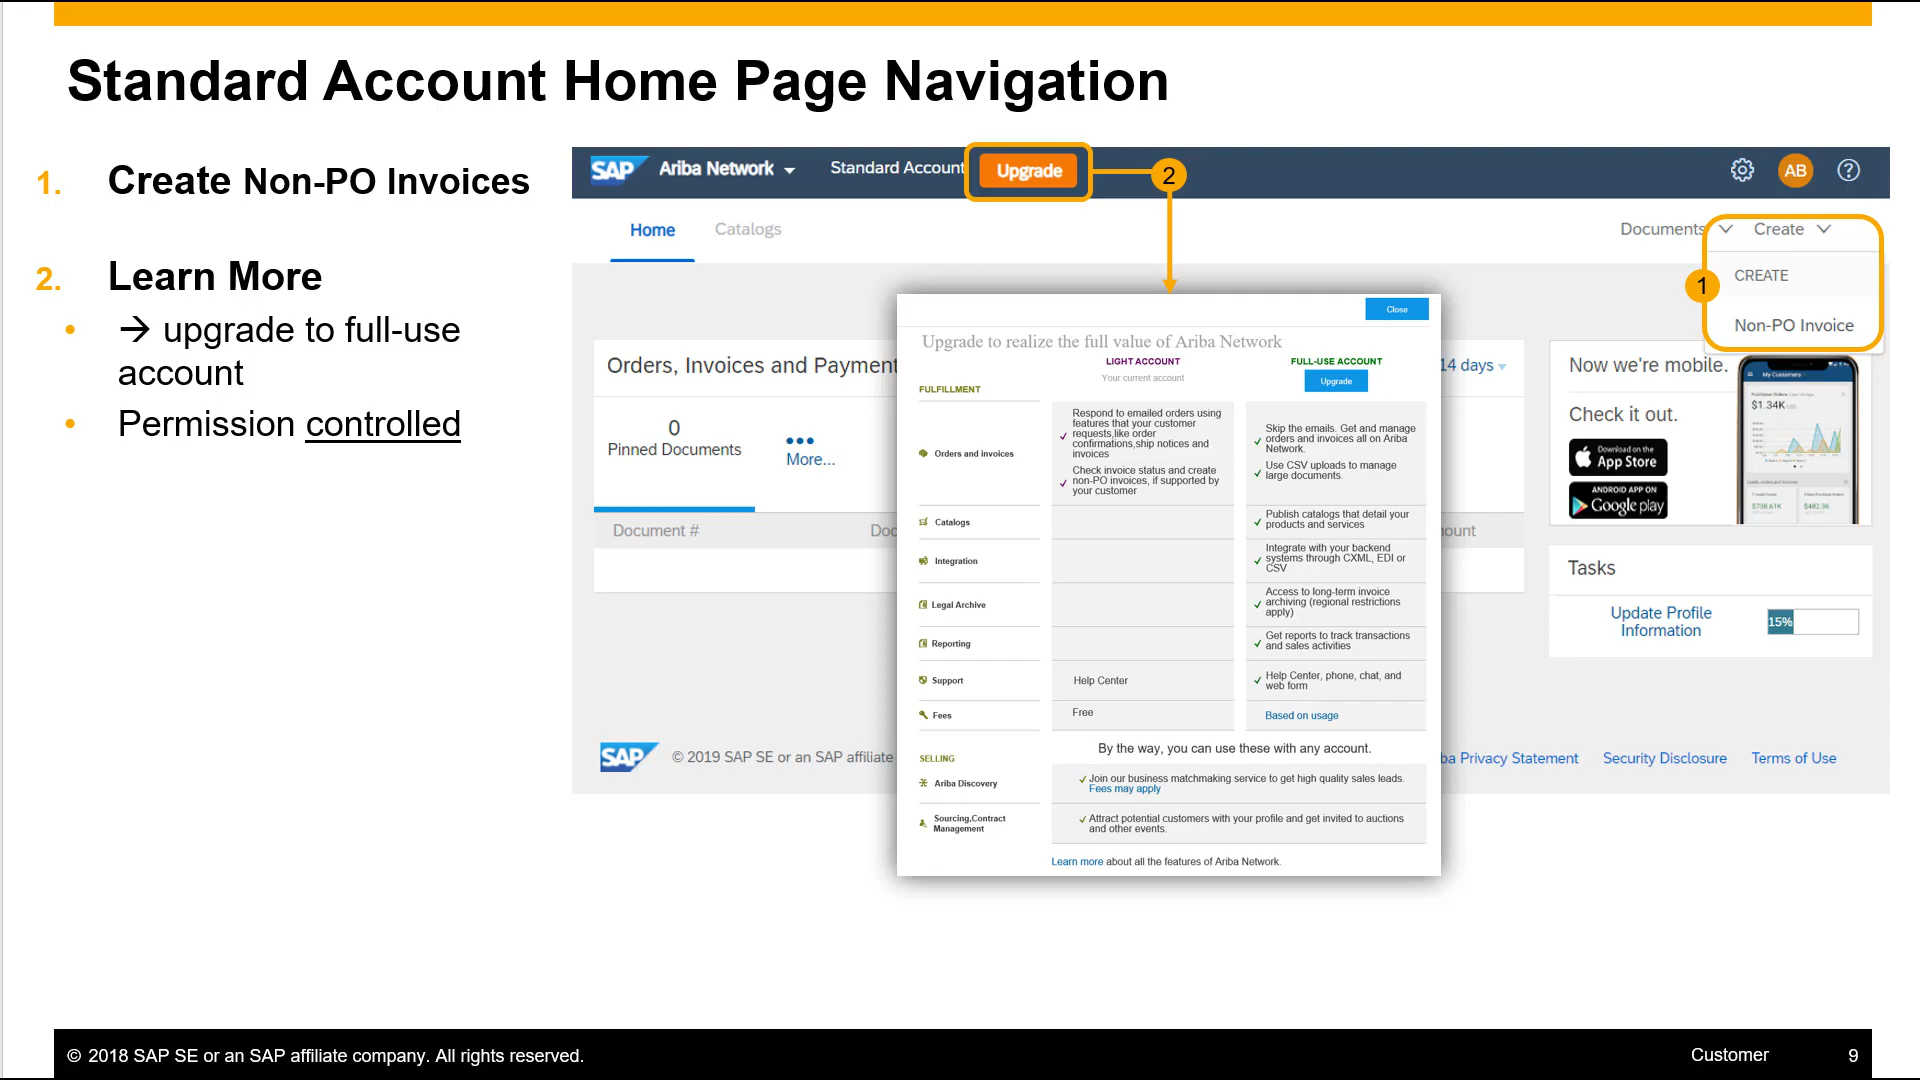 Standard Account Home Page Navigation
1. Create Non-PO Invoices
2. Learn More
• → upgrade to full-use
account
• Permission controlled
SAP Ariba Network Standard Account Upgrade 2 AB ?
Home Catalogs Documents Create
CREATE
1
Non-PO Invoice
Orders, Invoices and Payment
14 days
0
Pinned Documents
More...
Document #
Doc
ount
Now we're mobile.
Check it out.
Download on the
App Store
ANDROID APP ON
Google play
My Customers
$1.34K
$738.61K
$482.36
Tasks
Update Profile
Information
15%
Close
Upgrade to realize the full value of Ariba Network
LIGHT ACCOUNT
Your current account
FULL-USE ACCOUNT
Upgrade
FULFILLMENT
Orders and invoices
Respond to emailed orders using
features that your customer
requests,like order
confirmations,ship notices and
invoices
Check invoice status and create
non-PO invoices, if supported by
your customer
Skip the emails. Get and manage
orders and invoices all on Ariba
Network.
Use CSV uploads to manage
large documents.
Catalogs
Publish catalogs that detail your
products and services
Integration
Integrate with your backend
systems through CXML, EDI or
CSV
Legal Archive
Access to long-term invoice
archiving (regional restrictions
apply)
Reporting
Get reports to track transactions
and sales activities
Support
Help Center
Help Center, phone, chat, and
web form
Fees
Free
Based on usage
By the way, you can use these with any account.
SELLING
Ariba Discovery
Join our business matchmaking service to get high quality sales leads.
Fees may apply
Sourcing,Contract
Management
Attract potential customers with your profile and get invited to auctions
and other events.
Learn more about all the features of Ariba Network.
SAP © 2019 SAP SE or an SAP affiliate
ba Privacy Statement Security Disclosure Terms of Use
© 2018 SAP SE or an SAP affiliate company. All rights reserved.
Customer 9